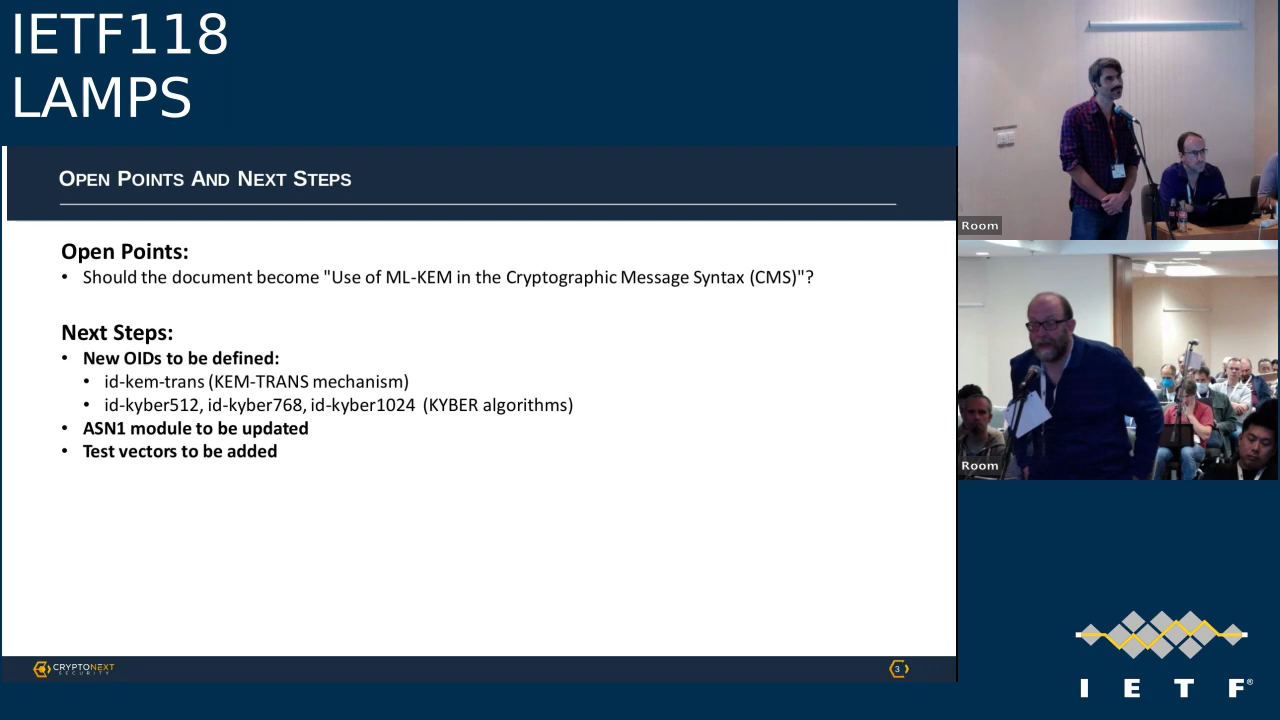 IETF118
LAMPS
OPEN POINTS AND NEXT STEPS
Open Points:
• Should the document become "Use of ML-KEM in the Cryptographic Message Syntax (CMS)"?
Next Steps:
• New OIDs to be defined:
• id-kem-trans (KEM-TRANS mechanism)
• id-kyber512, id-kyber768, id-kyber1024 (KYBER algorithms)
• ASN1 module to be updated
• Test vectors to be added
CRYPTONEXT
SECURITY
3
Room
Room
I E T F®